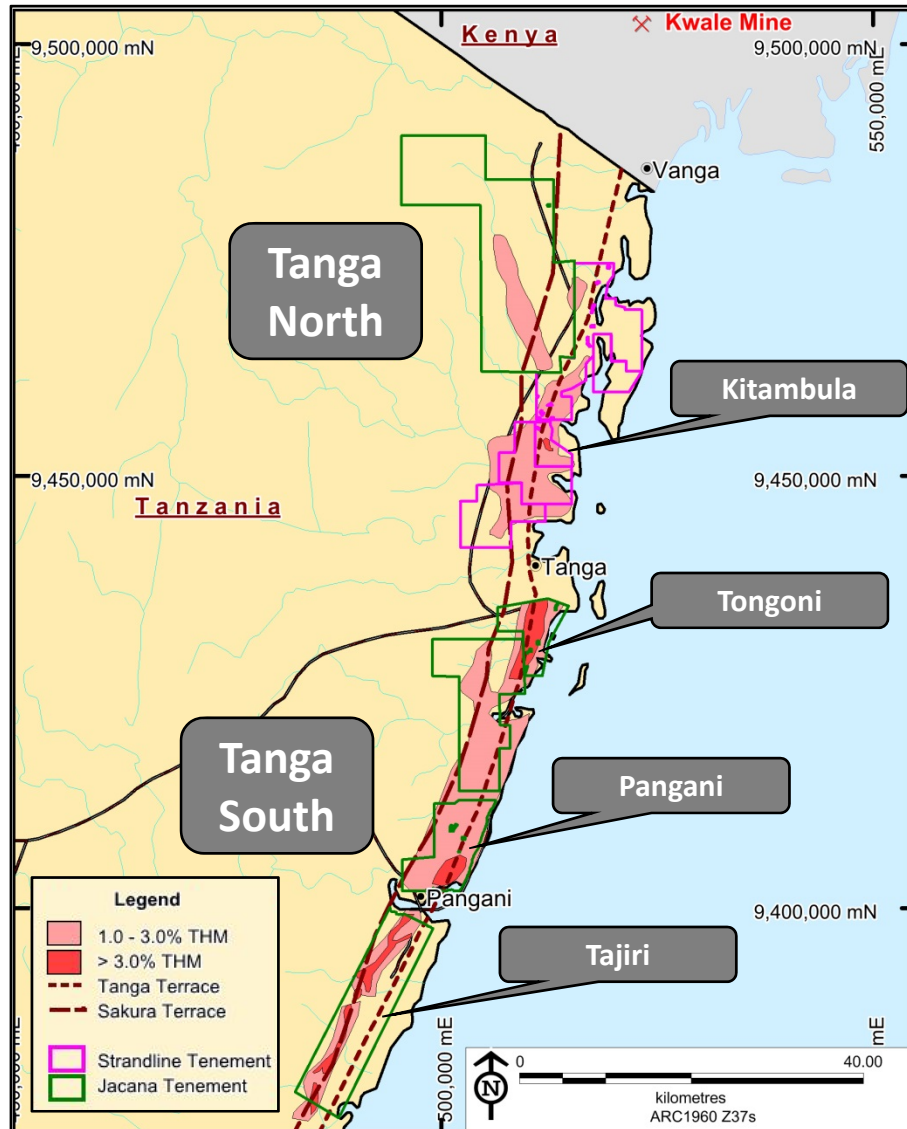 Kenya
Kwale Mine
9,500,000 mN
9,500,000 mN
550,000 mE
Vanga
Tanga
North
Kitambula
9,450,000 mN
9,450,000 mN
Tanzania
Tanga
Tongoni
Tanga
South
Pangani
Pangani
9,400,000 mN
Tajiri
Legend
1.0 - 3.0% THM
> 3.0% THM
Tanga Terrace
Sakura Terrace
Strandline Tenement
Jacana Tenement
500,000 mE
mE
N
0
40.00
kilometres
ARC1960 Z37s